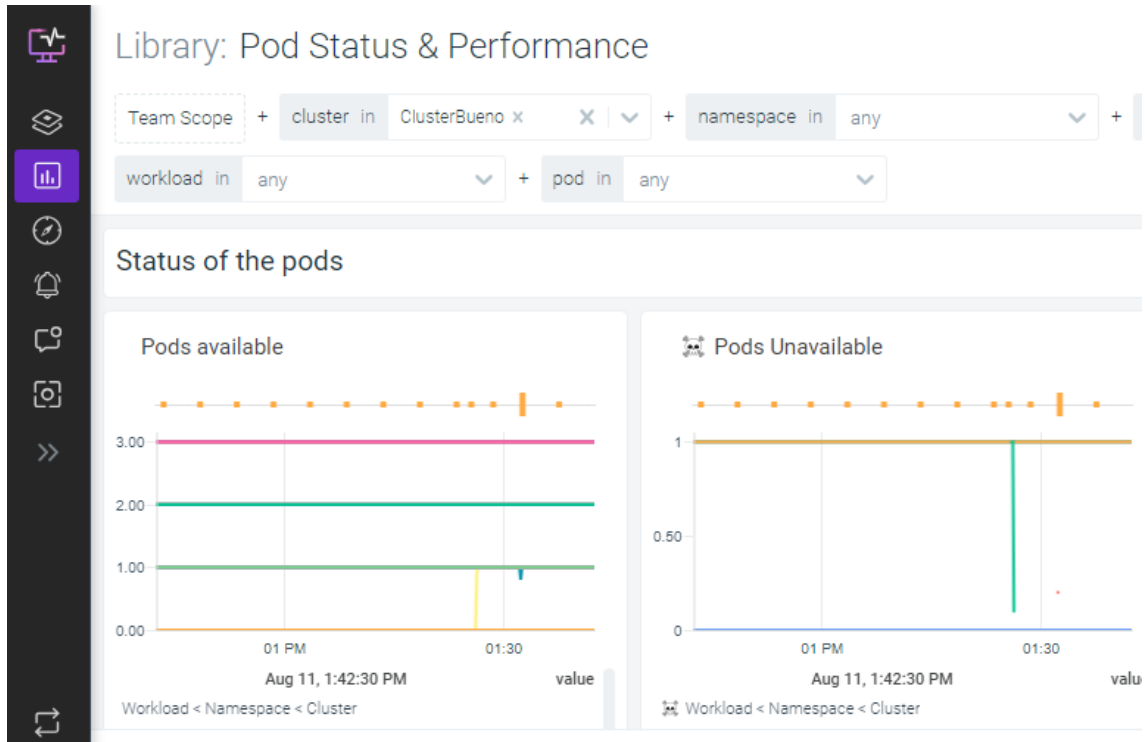 Library: Pod Status & Performance
Team Scope + cluster in ClusterBueno × × + namespace in any +
workload in any + pod in any
Status of the pods
Pods available
3.00
2.00
1.00
0.00
01 PM 01:30
Aug 11, 1:42:30 PM value
Workload < Namespace < Cluster
☠ Pods Unavailable
1
0.50
0
01 PM 01:30
Aug 11, 1:42:30 PM valu
☠ Workload < Namespace < Cluster